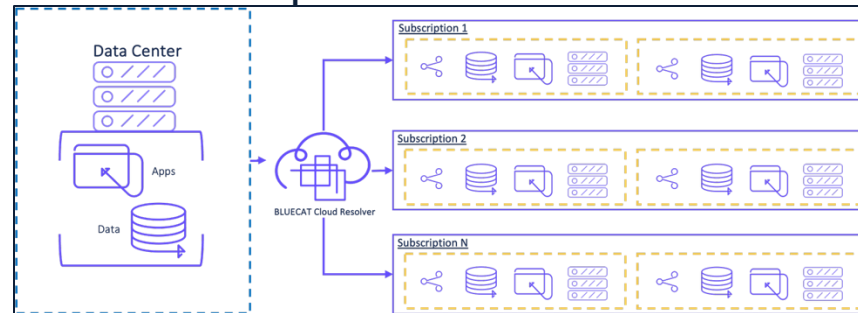 Data Center
Apps
Data
BLUECAT Cloud Resolver
Subscription 1
Subscription 2
Subscription N